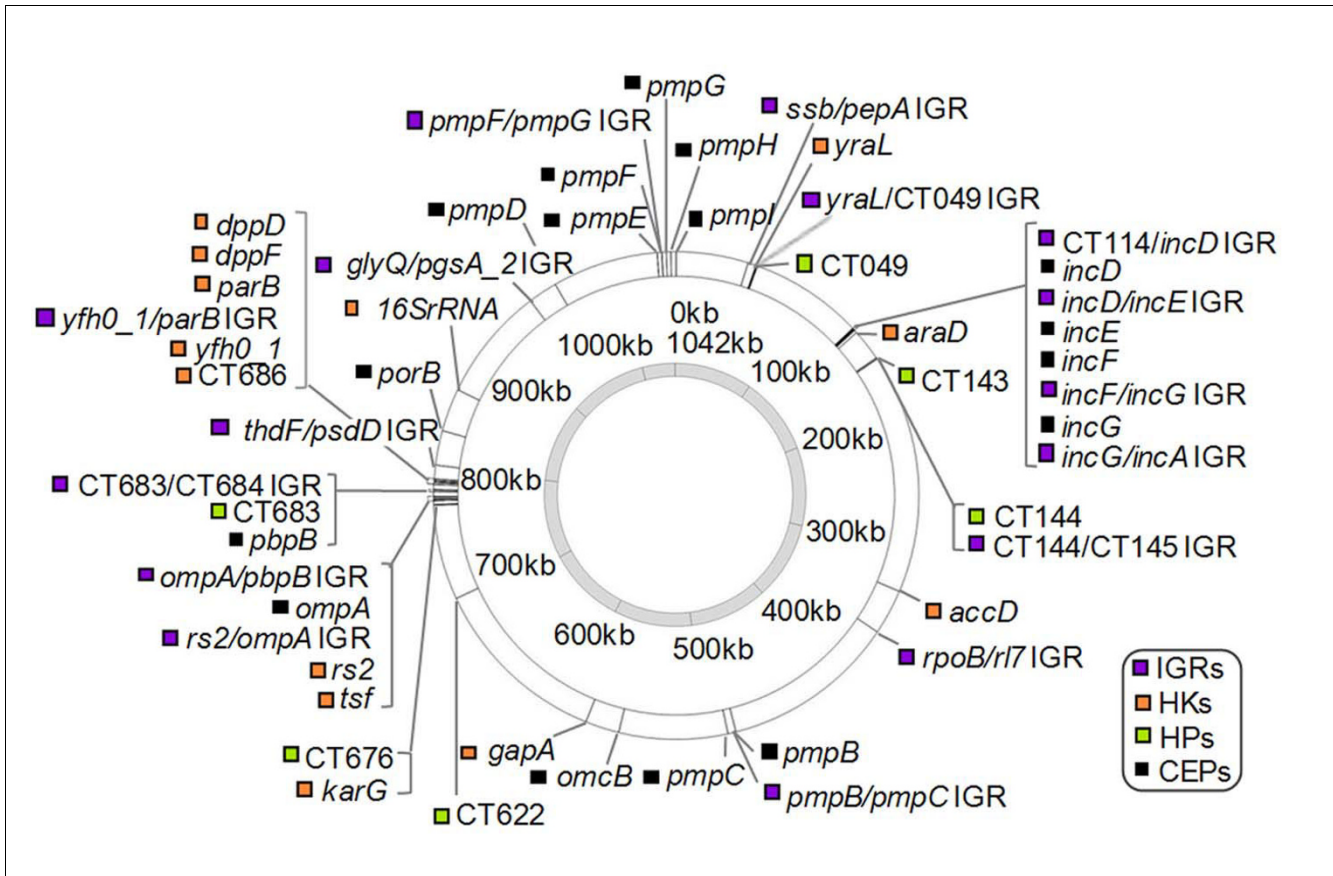 pmpG
ssb/pepA IGR
pmpF/pmpG IGR
pmpH
yraL
pmpF
yraL/CT049 IGR
pmpD
pmpE
pmpI
dppD
dppF
parB
yfh0_1/parB IGR
yfh0_1
CT686
glyQ/pgsA_2 IGR
CT049
16SrRNA
CT114/incD IGR
incD
incD/incE IGR
incE
incF
incF/incG IGR
incG
incG/incA IGR
araD
CT143
porB
thdF/psdD IGR
0kb
1042kb
100kb
200kb
300kb
400kb
500kb
600kb
700kb
800kb
900kb
1000kb
CT683/CT684 IGR
CT683
pbpB
CT144
CT144/CT145 IGR
ompA/pbpB IGR
ompA
rs2/ompA IGR
rs2
tsf
accD
rpoB/rl7 IGR
CT676
karG
gapA
omcB
pmpC
pmpB
pmpB/pmpC IGR
CT622
IGRs
HKs
HPs
CEPs